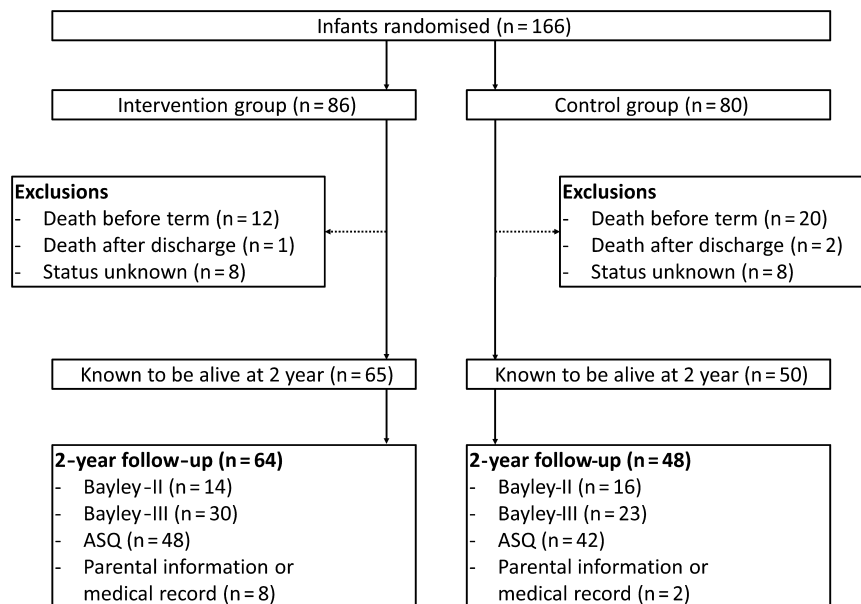 Infants randomised (n = 166)
Intervention group (n = 86)
Control group (n = 80)
Exclusions
- Death before term (n = 12)
- Death after discharge (n = 1)
- Status unknown (n = 8)
Exclusions
- Death before term (n = 20)
- Death after discharge (n = 2)
- Status unknown (n = 8)
Known to be alive at 2 year (n = 65)
Known to be alive at 2 year (n = 50)
2-year follow-up (n = 64)
- Bayley-II (n = 14)
- Bayley-III (n = 30)
- ASQ (n = 48)
- Parental information or
medical record (n = 8)
2-year follow-up (n = 48)
- Bayley-II (n = 16)
- Bayley-III (n = 23)
- ASQ (n = 42)
- Parental information or
medical record (n = 2)